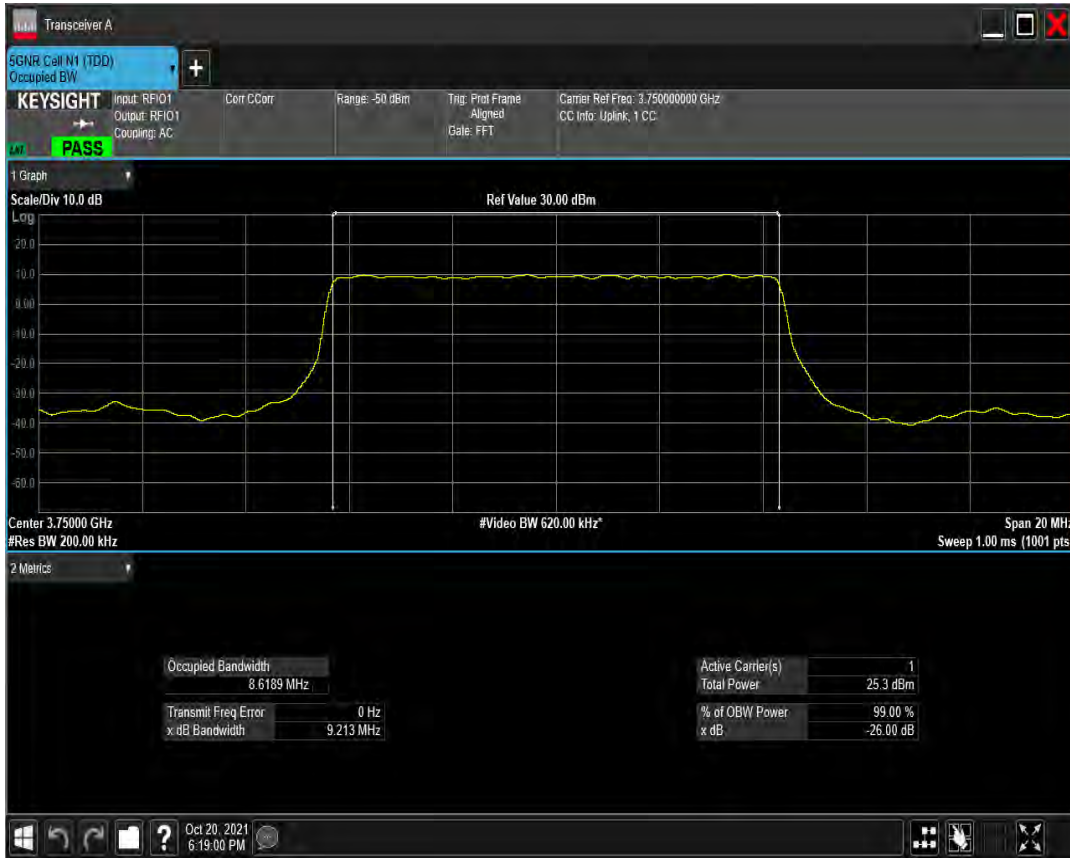 Transceiver A
5GNR Cell N1 (TDD)
Occupied BW
+
KEYSIGHT
Input: RFIO1
Output: RFIO1
Coupling: AC
Corr CCorr
Range: -50 dBm
Trig: Prot Frame
Aligned
Gate: FFT
Carrier Ref Freq: 3.750000000 GHz
CC Info: Uplink, 1 CC
PASS
1 Graph
Scale/Div 10.0 dB
Ref Value 30.00 dBm
Log
20.0
10.0
0.00
-10.0
-20.0
-30.0
-40.0
-50.0
-60.0
Center 3.75000 GHz
#Video BW 620.00 kHz*
Span 20 MHz
#Res BW 200.00 kHz
Sweep 1.00 ms (1001 pts
2 Metrics
Occupied Bandwidth
8.6189 MHz
Active Carrier(s) 1
Total Power 25.3 dBm
Transmit Freq Error 0 Hz
x dB Bandwidth 9.213 MHz
% of OBW Power 99.00 %
x dB -26.00 dB
?
Oct 20, 2021
6:19:00 PM